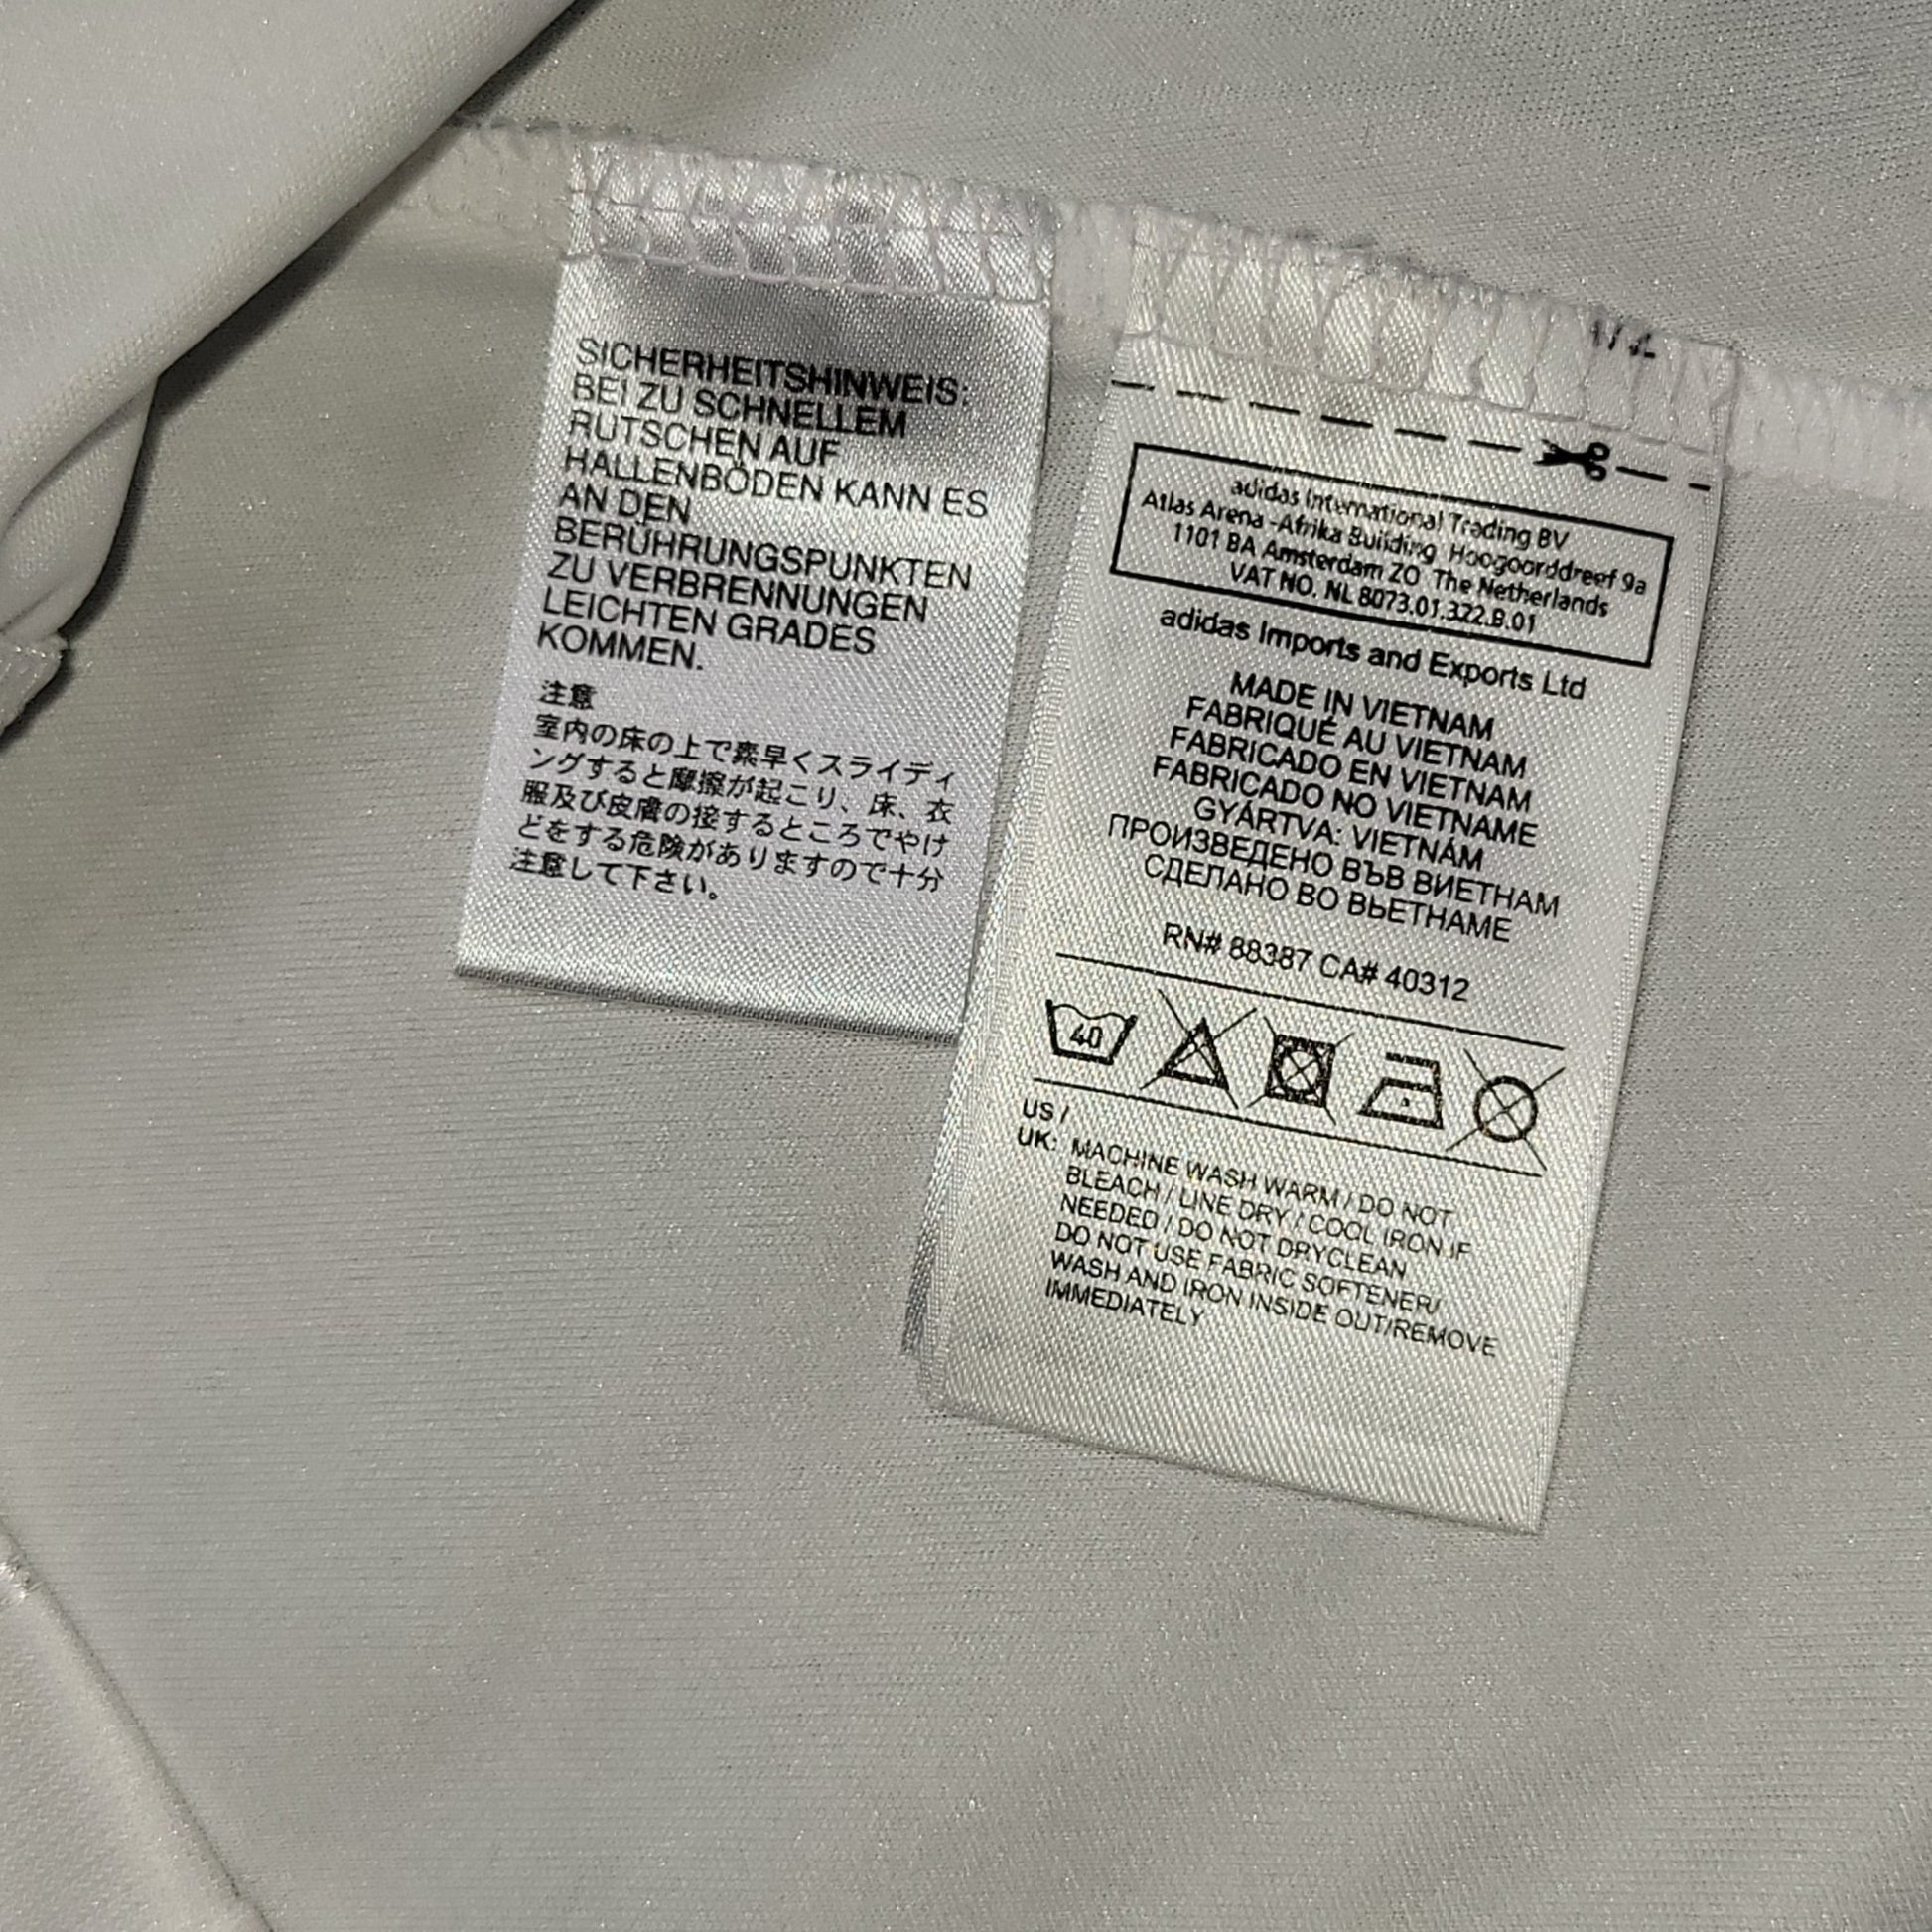 SICHERHEITSHINWEIS:
BEI ZU SCHNELLEM
RUTSCHEN AUF
HALLENBÖDEN KANN ES
AN DEN
BERÜHRUNGSPUNKTEN
ZU VERBRENNUNGEN
LEICHTEN GRADES
KOMMEN.
注意
室内の床の上で素早くスライディ
ングすると摩擦が起こり、床、衣
服及び皮膚の接するところでやけ
どをする危険がありますので十分
注意して下さい。
adidas International Trading BV
Atlas Arena -Afrika Building Hoogoorddreef 9a
1101 BA Amsterdam ZO The Netherlands
VAT NO. NL 8073.01.322.B.01
adidas Imports and Exports Ltd
MADE IN VIETNAM
FABRIQUÉ AU VIETNAM
FABRICADO EN VIETNAM
FABRICADO NO VIETNAME
GYÁRTVA: VIETNÁM
ПРОИЗВЕДЕНО ВЪВ ВИЕТНАМ
СДЕЛАНО ВО ВЬЕТНАМЕ
RN# 88387 CA# 40312
40
US /
UK: MACHINE WASH WARM / DO NOT
BLEACH / LINE DRY / COOL IRON IF
NEEDED / DO NOT DRYCLEAN
DO NOT USE FABRIC SOFTENER/
WASH AND IRON INSIDE OUT/REMOVE
IMMEDIATELY